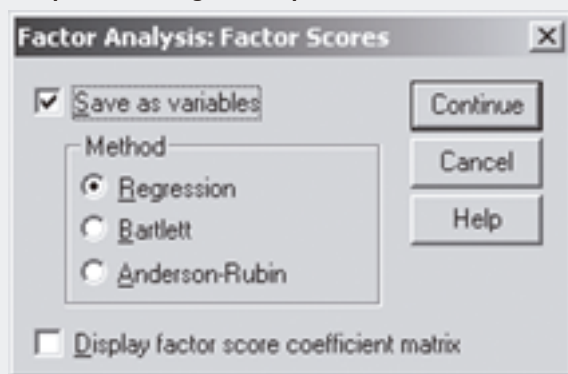 Factor Analysis: Factor Scores
Save as variables
Continue
Method
Cancel
Regression
Help
Bartlett
Anderson-Rubin
Display factor score coefficient matrix